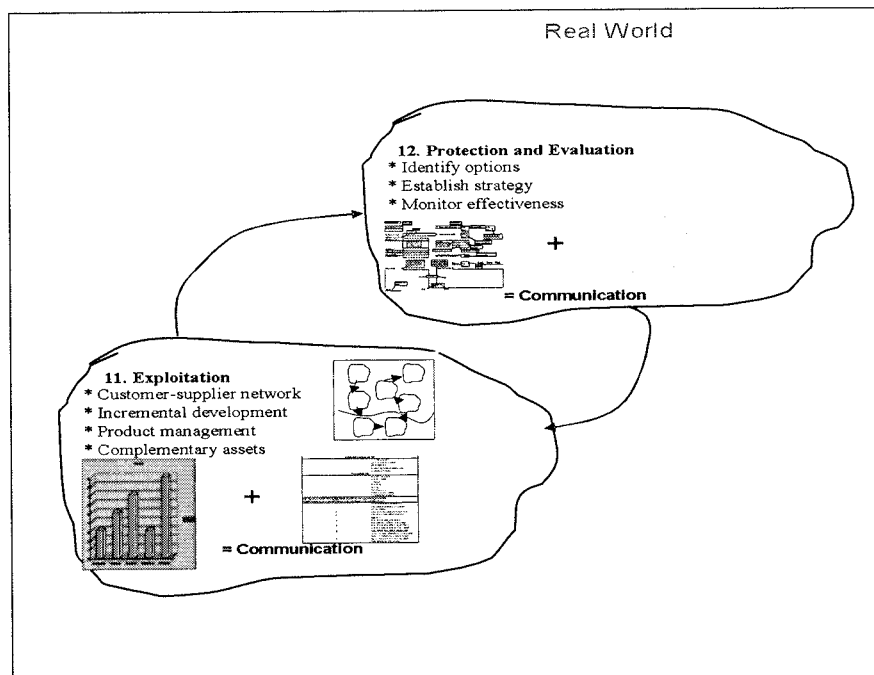 Real World
12. Protection and Evaluation
* Identify options
* Establish strategy
* Monitor effectiveness
+
= Communication
11. Exploitation
* Customer-supplier network
* Incremental development
* Product management
* Complementary assets
+
= Communication